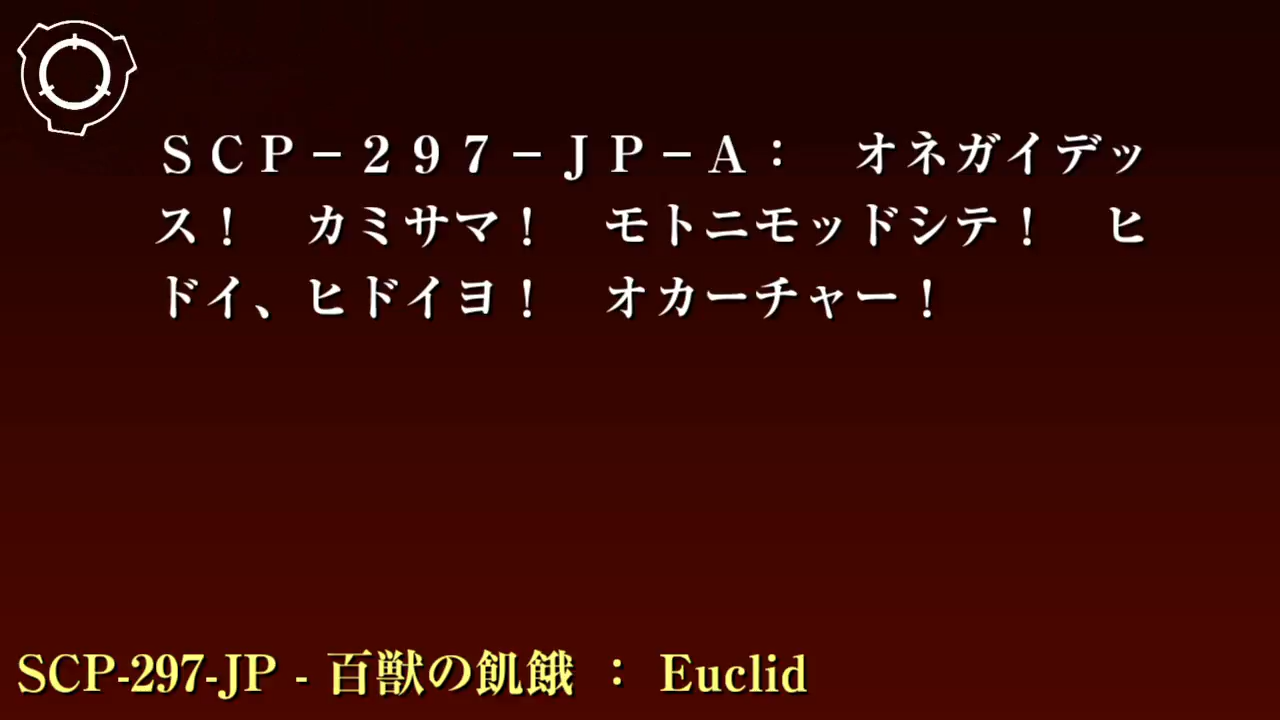 SCP-297-JP-A:　オネガイデッ
ス!　カミサマ!　モトニモッドシテ!　ヒ
ドイ、ヒドイヨ!　オカーチャー!
SCP-297-JP - 百獣の飢餓 : Euclid